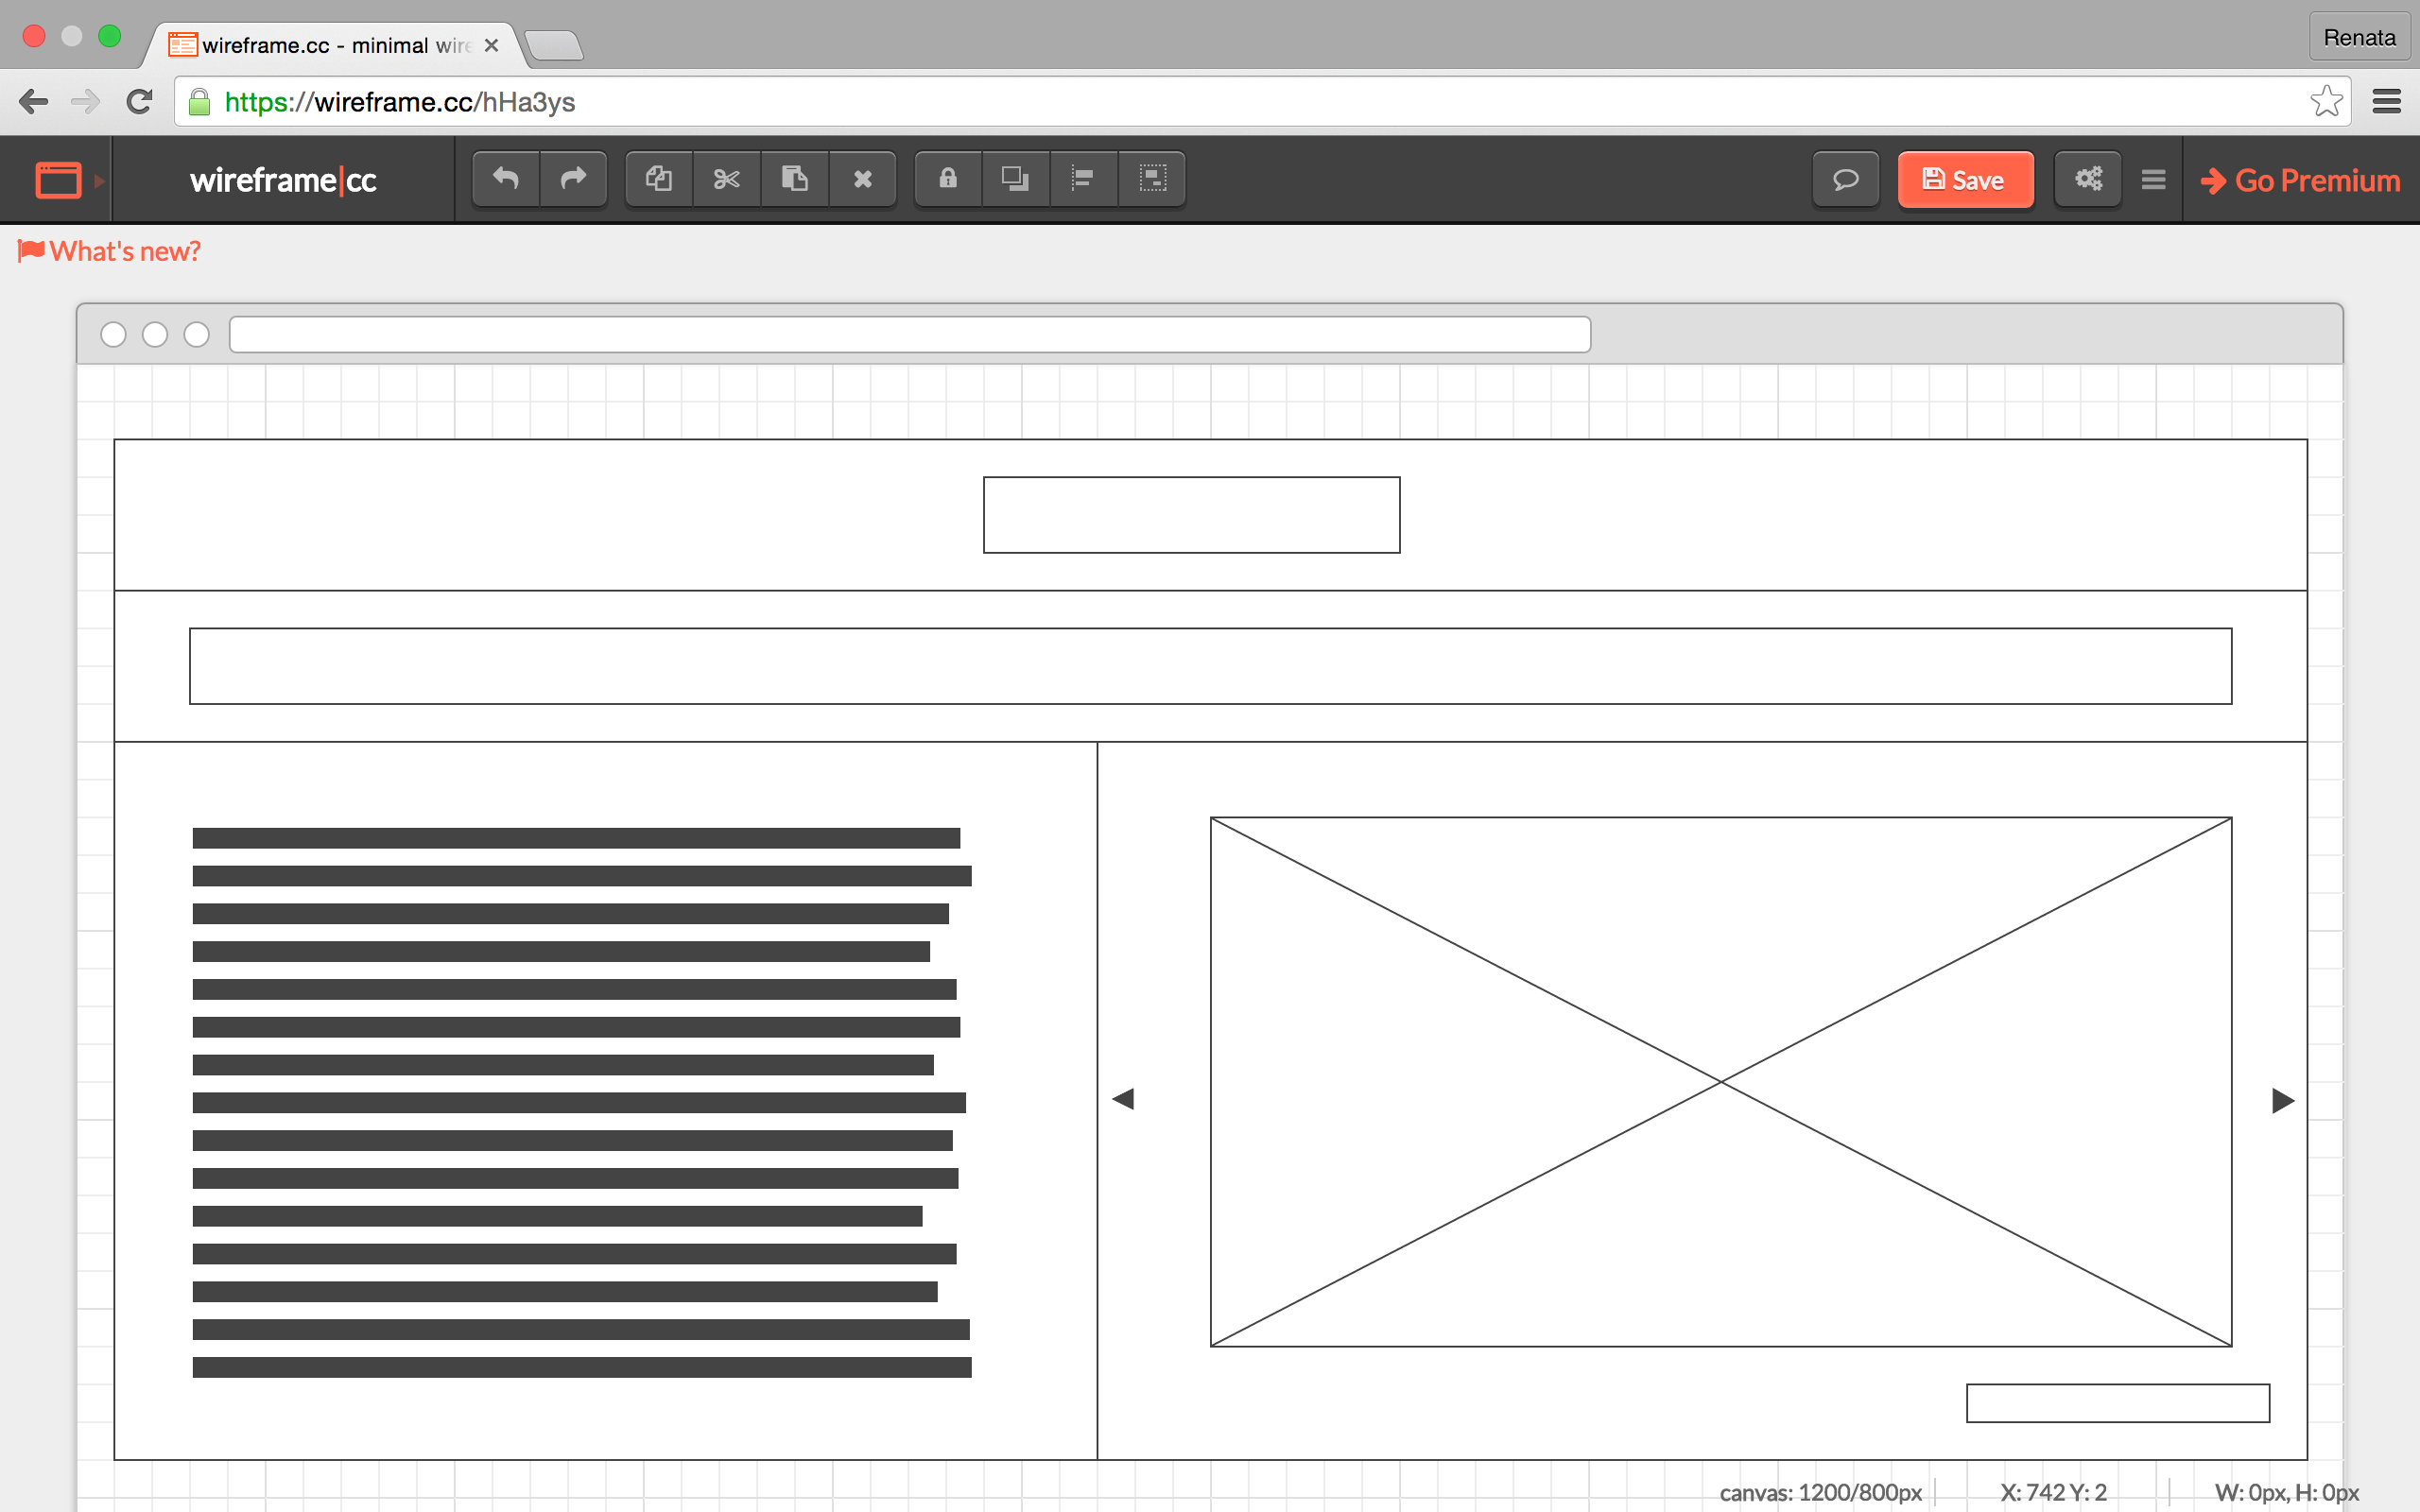 wireframe.cc - minimal wire
Renata
https://wireframe.cc/hHa3ys
wireframe|cc
Save
Go Premium
What's new?
canvas: 1200/800px
X: 742 Y: 2
W: 0px, H: 0px